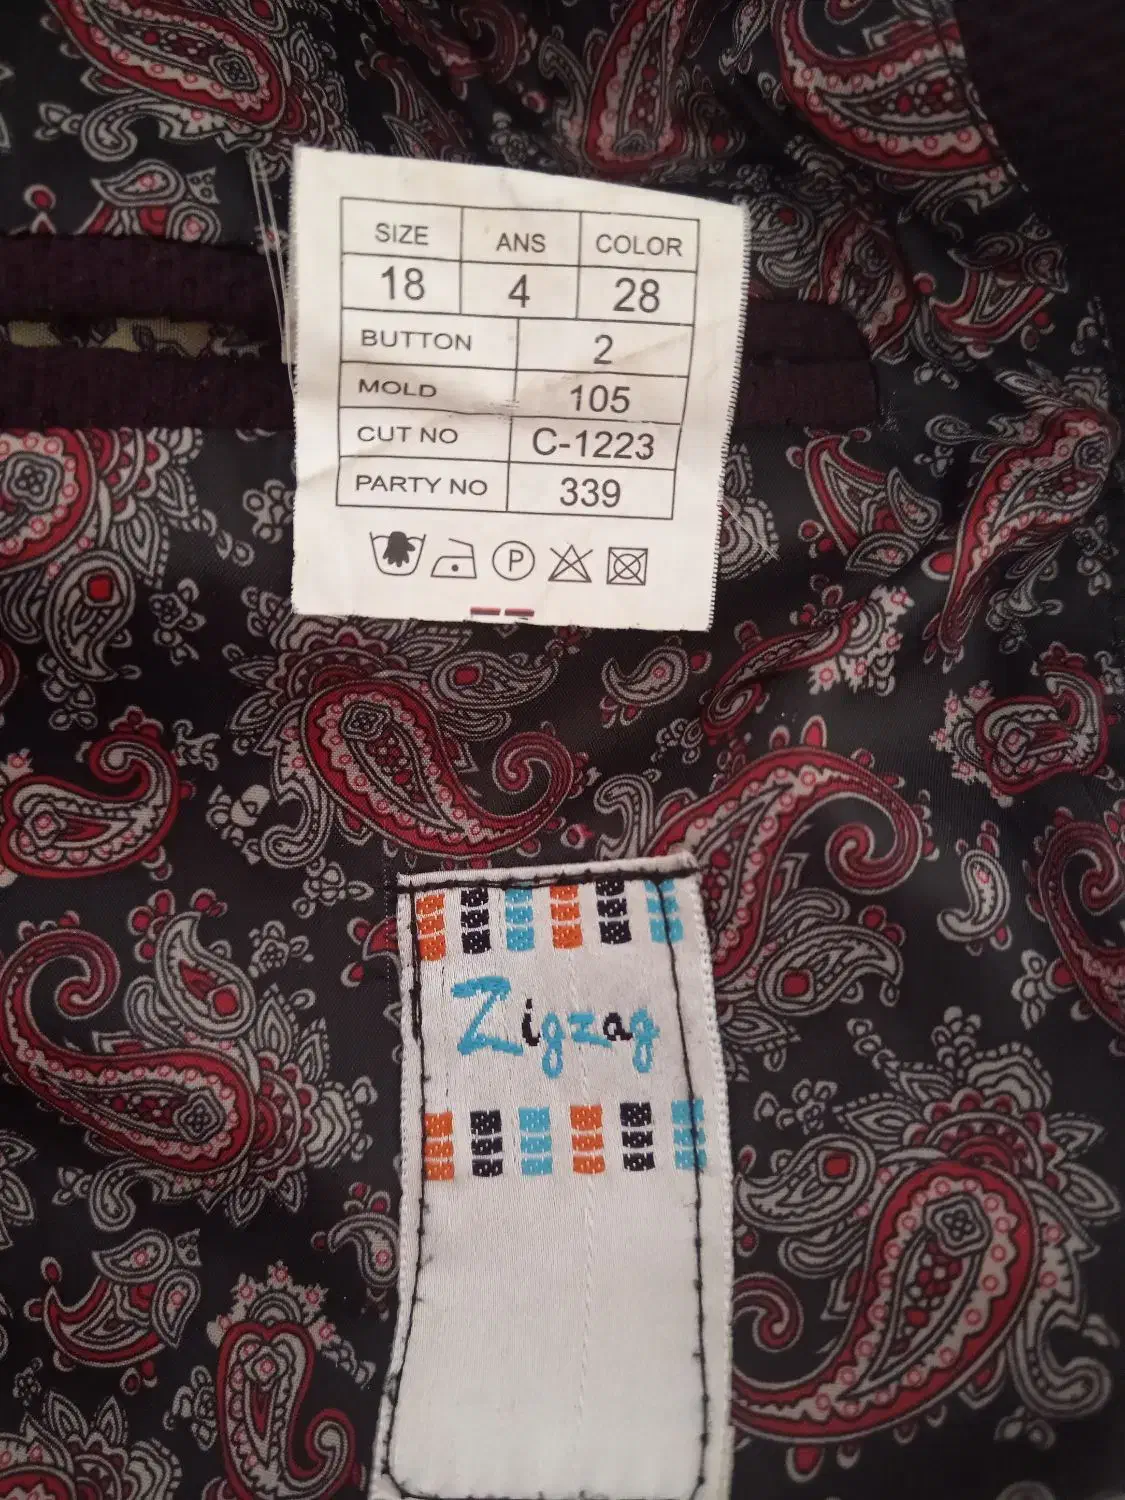 SIZE ANS COLOR
18 4 28
BUTTON 2
MOLD 105
CUT NO C-1223
PARTY NO 339
P
Zigzag